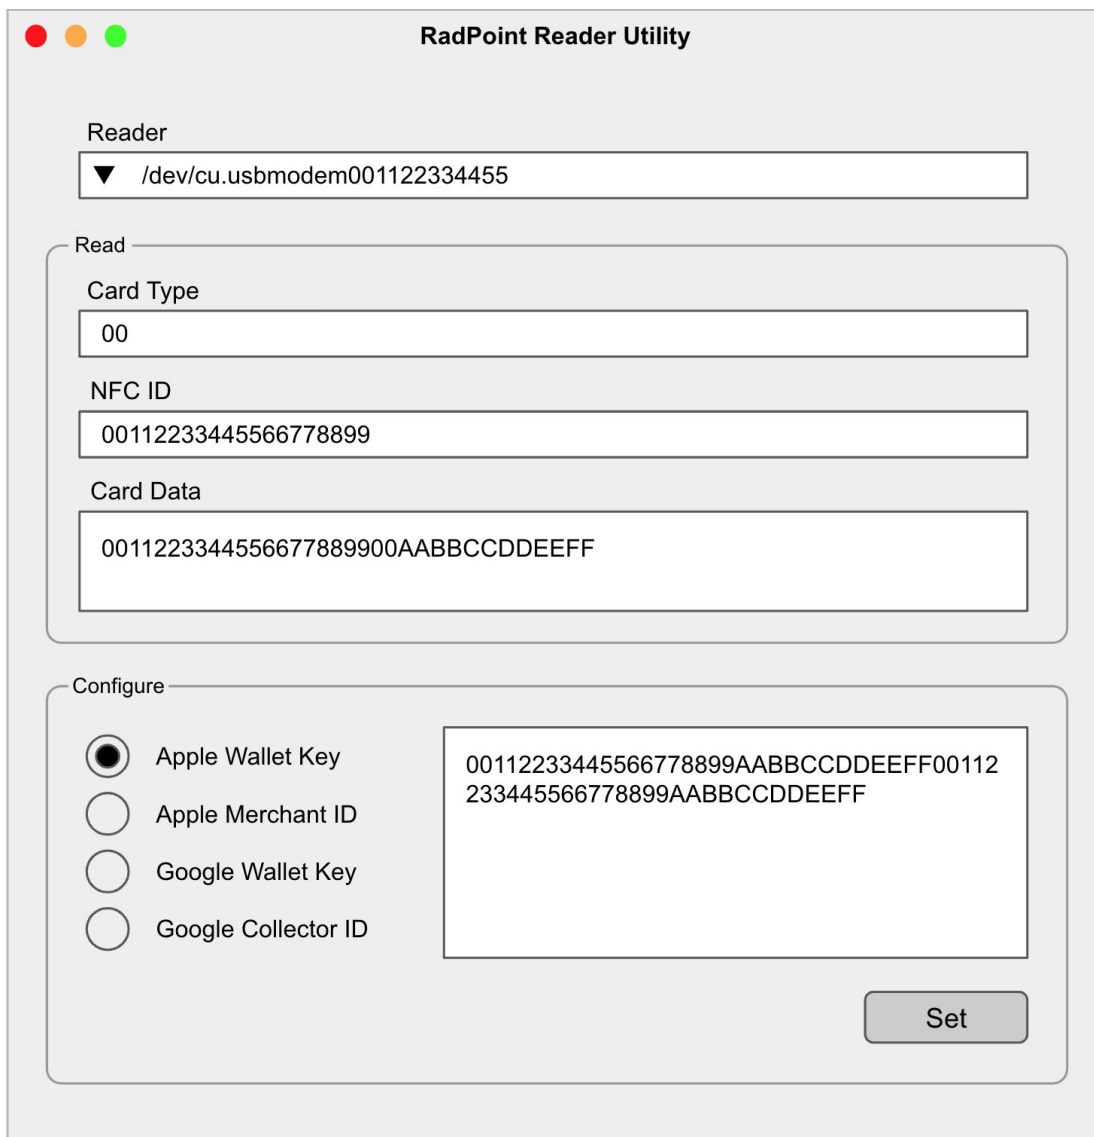 RadPoint Reader Utility
Reader
/dev/cu.usbmodem001122334455
Read
Card Type
00
NFC ID
00112233445566778899
Card Data
0011223344556677889900AABBCCDDEEFF
Configure
Apple Wallet Key
Apple Merchant ID
Google Wallet Key
Google Collector ID
00112233445566778899AABBCCDDEEFF00112
233445566778899AABBCCDDEEFF
Set